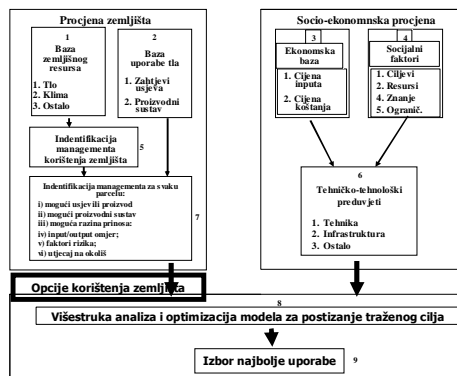 Procjena zemljišta
1
Baza
zemljišnog
resursa
1. Tlo
2. Klima
3. Ostalo
2
Baza
uporabe tla
1. Zahtjevi
usjeva
2. Proizvodni
sustav
Indentifikacija
managementa
korištenja zemljišta
5
Indentifikacija managementa za svaku
parcelu:
i) mogući usjev ili proizvod
ii) mogući proizvodni sustav
iii) moguća razina prinosa
iv) input/output omjer;
v) faktori rizika;
vi) utjecaj na okoliš
7
Socio-ekonomnska procjena
3
Ekonomska
baza
1. Cijena
inputa
2. Cijena
koštanja
4
Socijalni
faktori
1. Ciljevi
2. Resursi
4. Znanje
5. Ogranič.
6
Tehničko-tehnološki
preduvjeti
1. Tehnika
2. Infrastruktura
3. Ostalo
Opcije korištenja zemljišta
8
Višestruka analiza i optimizacija modela za postizanje traženog cilja
Izbor najbolje uporabe
9